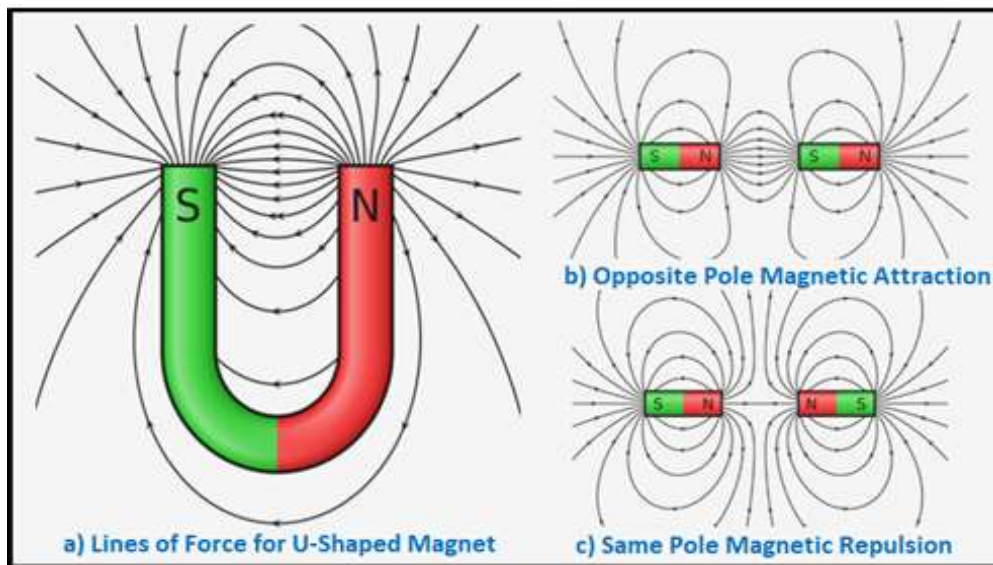 S N
a) Lines of Force for U-Shaped Magnet
S N S N
b) Opposite Pole Magnetic Attraction
S N N S
c) Same Pole Magnetic Repulsion